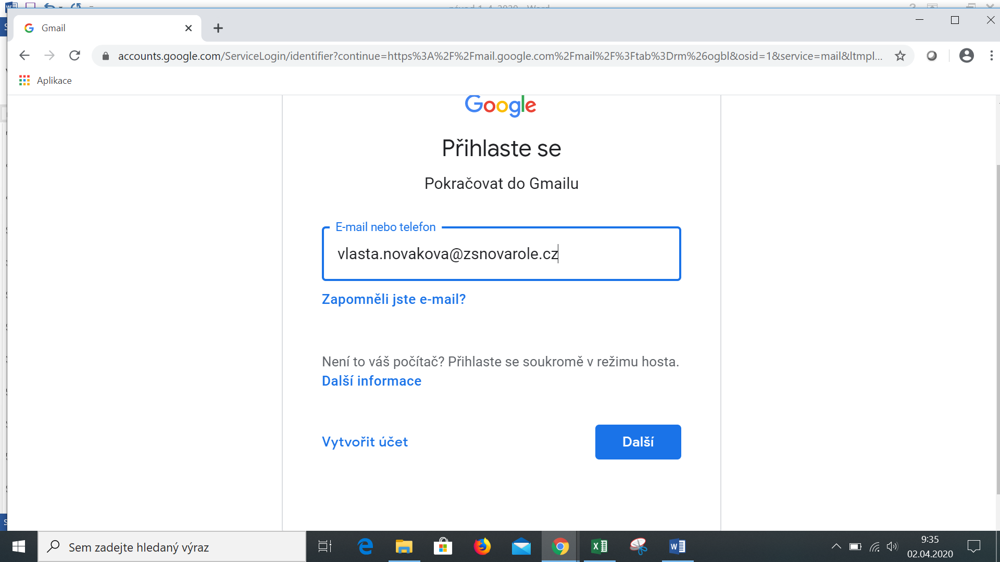 Gmail
accounts.google.com/ServiceLogin/identifier?continue=https%3A%2F%2Fmail.google.com%2Fmail%2F%3Ftab%3Drm%26ogbl&osid=1&service=mail&ltmpl...
Aplikace
Google
Přihlaste se
Pokračovat do Gmailu
E-mail nebo telefon
vlasta.novakova@zsnovarole.cz
Zapomněli jste e-mail?
Není to váš počítač? Přihlaste se soukromě v režimu hosta.
Další informace
Vytvořit účet
Další
Sem zadejte hledaný výraz
9:35
02.04.2020